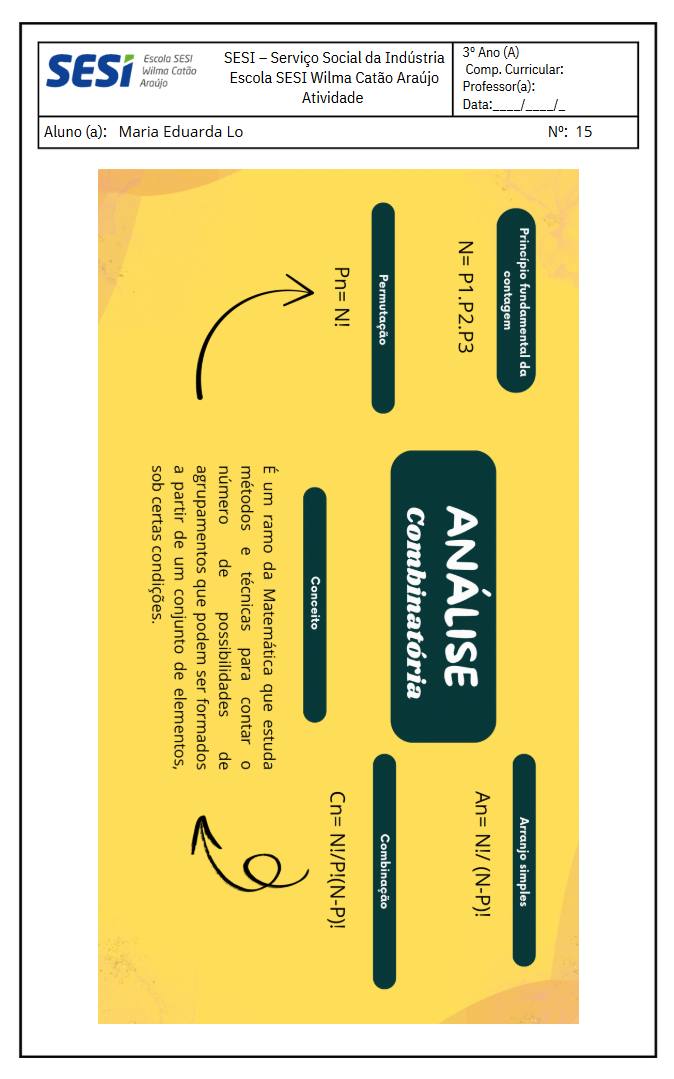 SESI
Escola SESI
Wilma Catão
Araújo
SESI – Serviço Social da Indústria
Escola SESI Wilma Catão Araújo
Atividade
3º Ano (A)
Comp. Curricular:
Professor(a):
Data:____/____/_
Aluno (a): Maria Eduarda Lo
Nº: 15
Princípio fundamental da
contagem
N= P1.P2.P3
Permutação
Pn= N!
ANÁLISE
Combinatória
Conceito
É um ramo da Matemática que estuda
métodos e técnicas para contar o
número de possibilidades de
agrupamentos que podem ser formados
a partir de um conjunto de elementos,
sob certas condições.
Arranjo simples
An= N!/ (N-P)!
Combinação
Cn= N!/P!(N-P)!